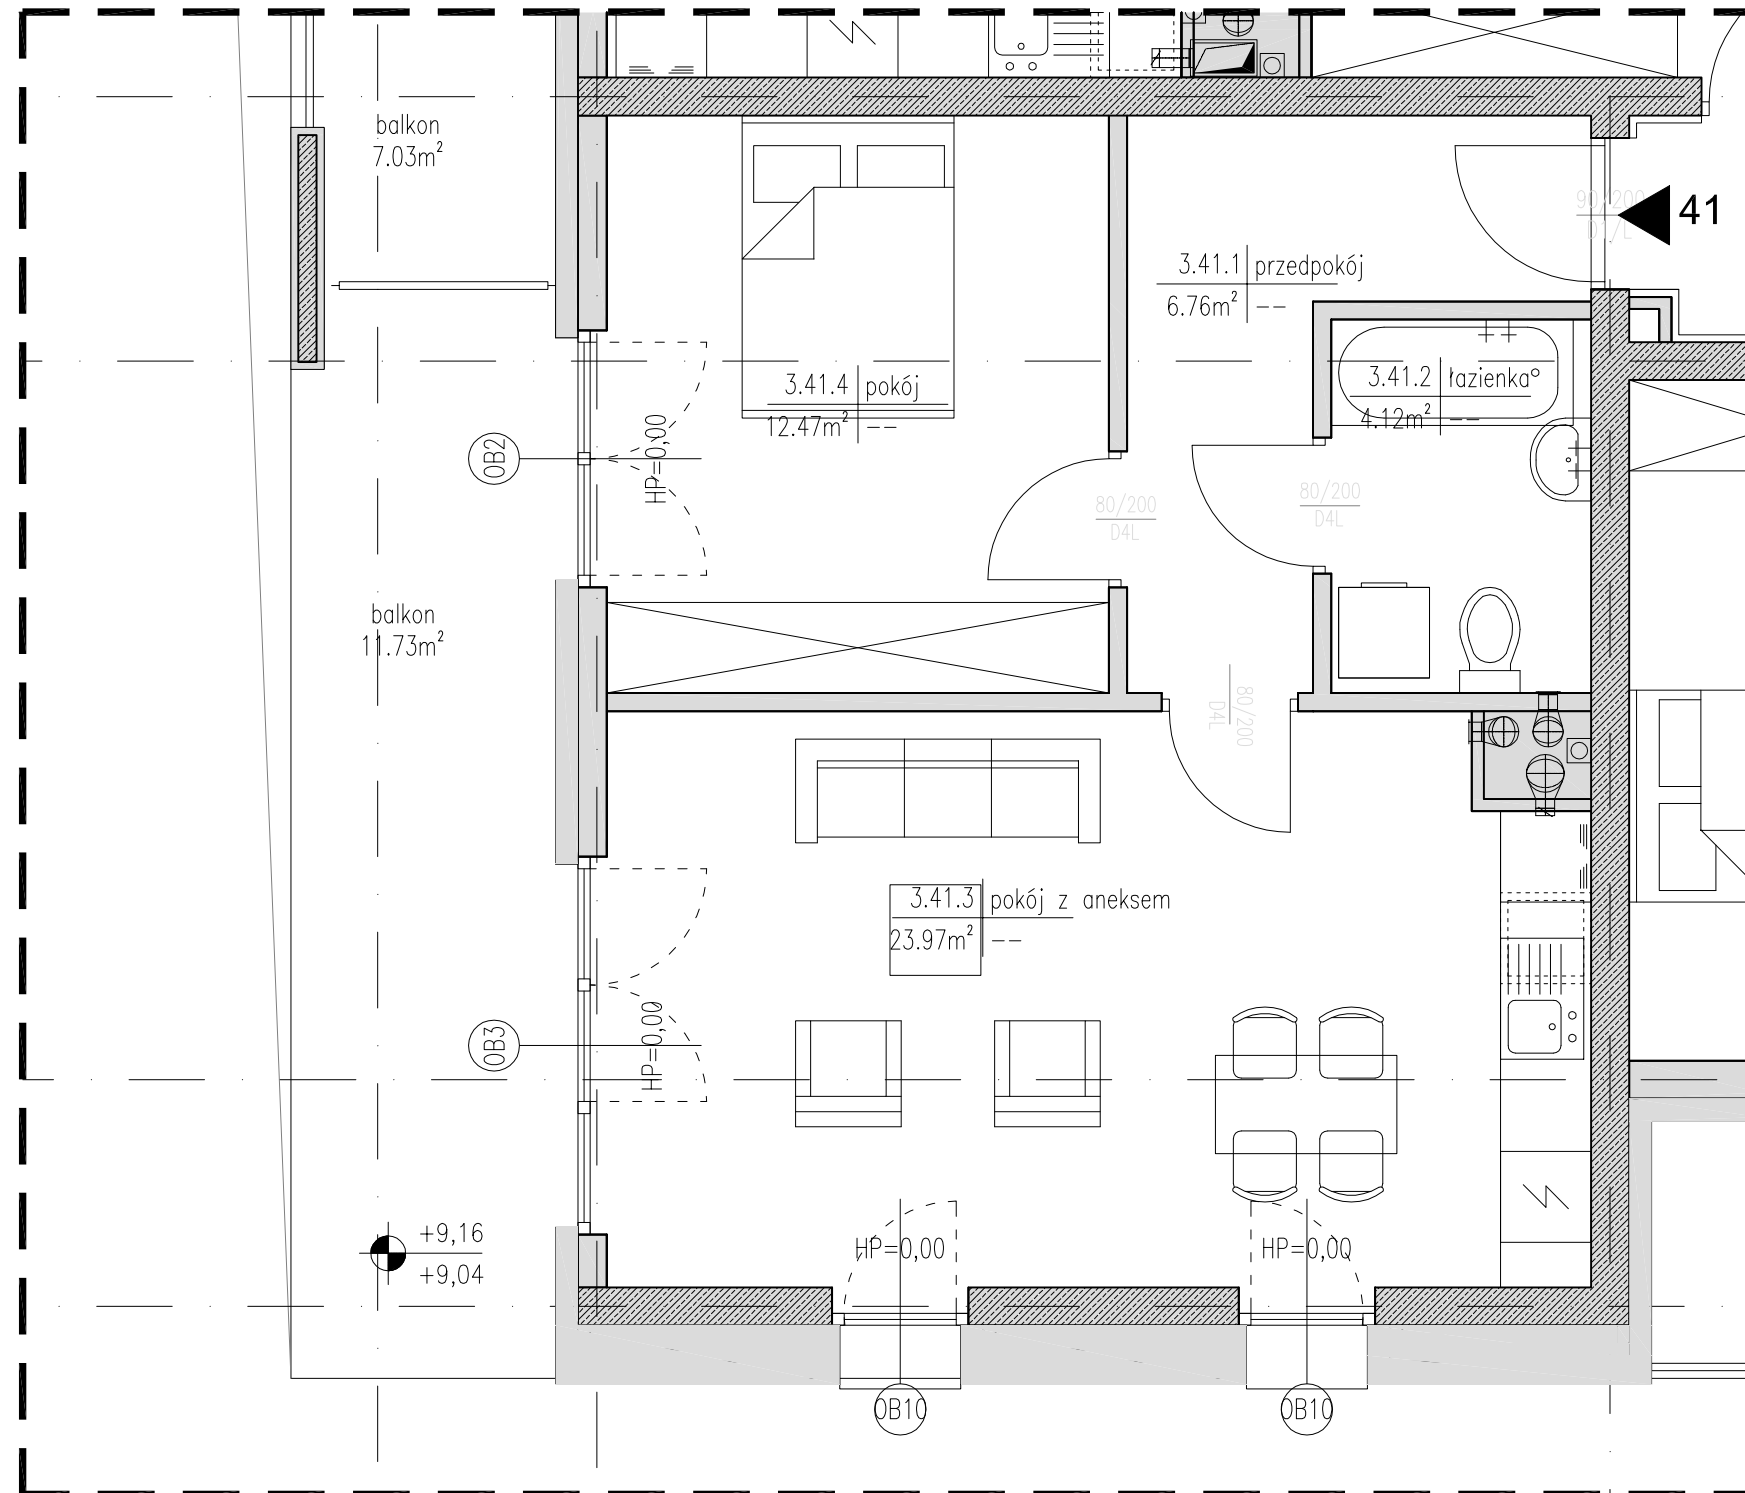 balkon
7.03m²
90/200
D1/L
41
3.41.1 przedpokój
6.76m² --
3.41.4 pokój
12.47m² --
3.41.2 łazienka°
4.12m² --
OB2
HP=0,00
80/200
D4L
80/200
D4L
balkon
11.73m²
80/200
D4L
3.41.3 pokój z aneksem
23.97m² --
OB3
HP=0,00
+9,16
+9,04
HP=0,00
HP=0,00
OB10
OB10